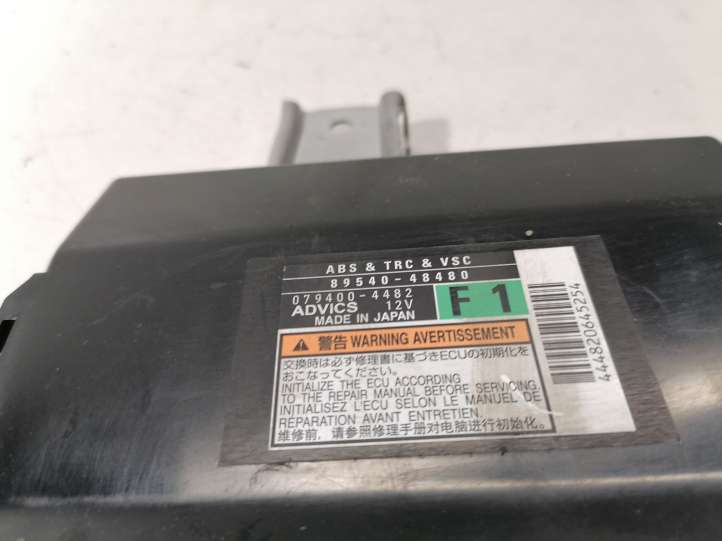 ABS & TRC & VSC
89540-48480
079400-4482
ADVICS 12V
MADE IN JAPAN
F1
警告 WARNING AVERTISSEMENT
交換時は必ず修理書に基づきECUの初期化を
おこなってください。
INITIALIZE THE ECU ACCORDING
TO THE REPAIR MANUAL BEFORE SERVICING.
INITIALISEZ L'ECU SELON LE MANUEL DE
REPARATION AVANT ENTRETIEN.
维修前，请参照修理手册对电脑进行初始化。
444820645254